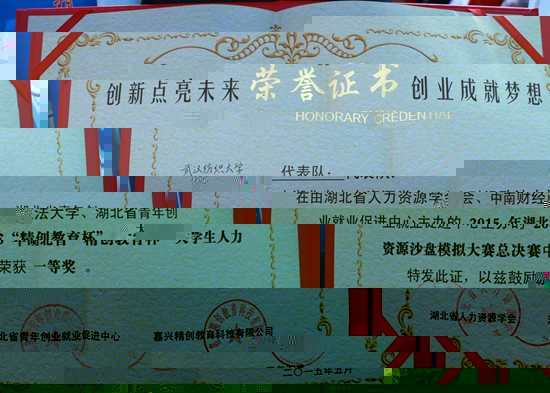 创新点亮未来 荣誉证书 创业成就梦想
HONORARY CREDENTIAL
武汉纺织大学 代表队:
在由湖北省人力资源学会、中南财经
政法大学、湖北省青年创
业就业促进中心主办的 2015年湖北
省“精创教育杯”大学生人力
资源沙盘模拟大赛总决赛中
荣获 一等奖 。
特发此证,以兹鼓励
湖北省人力资源学会
北省青年创业就业促进中心 嘉兴精创教育科技有限公司
二〇一五年五月